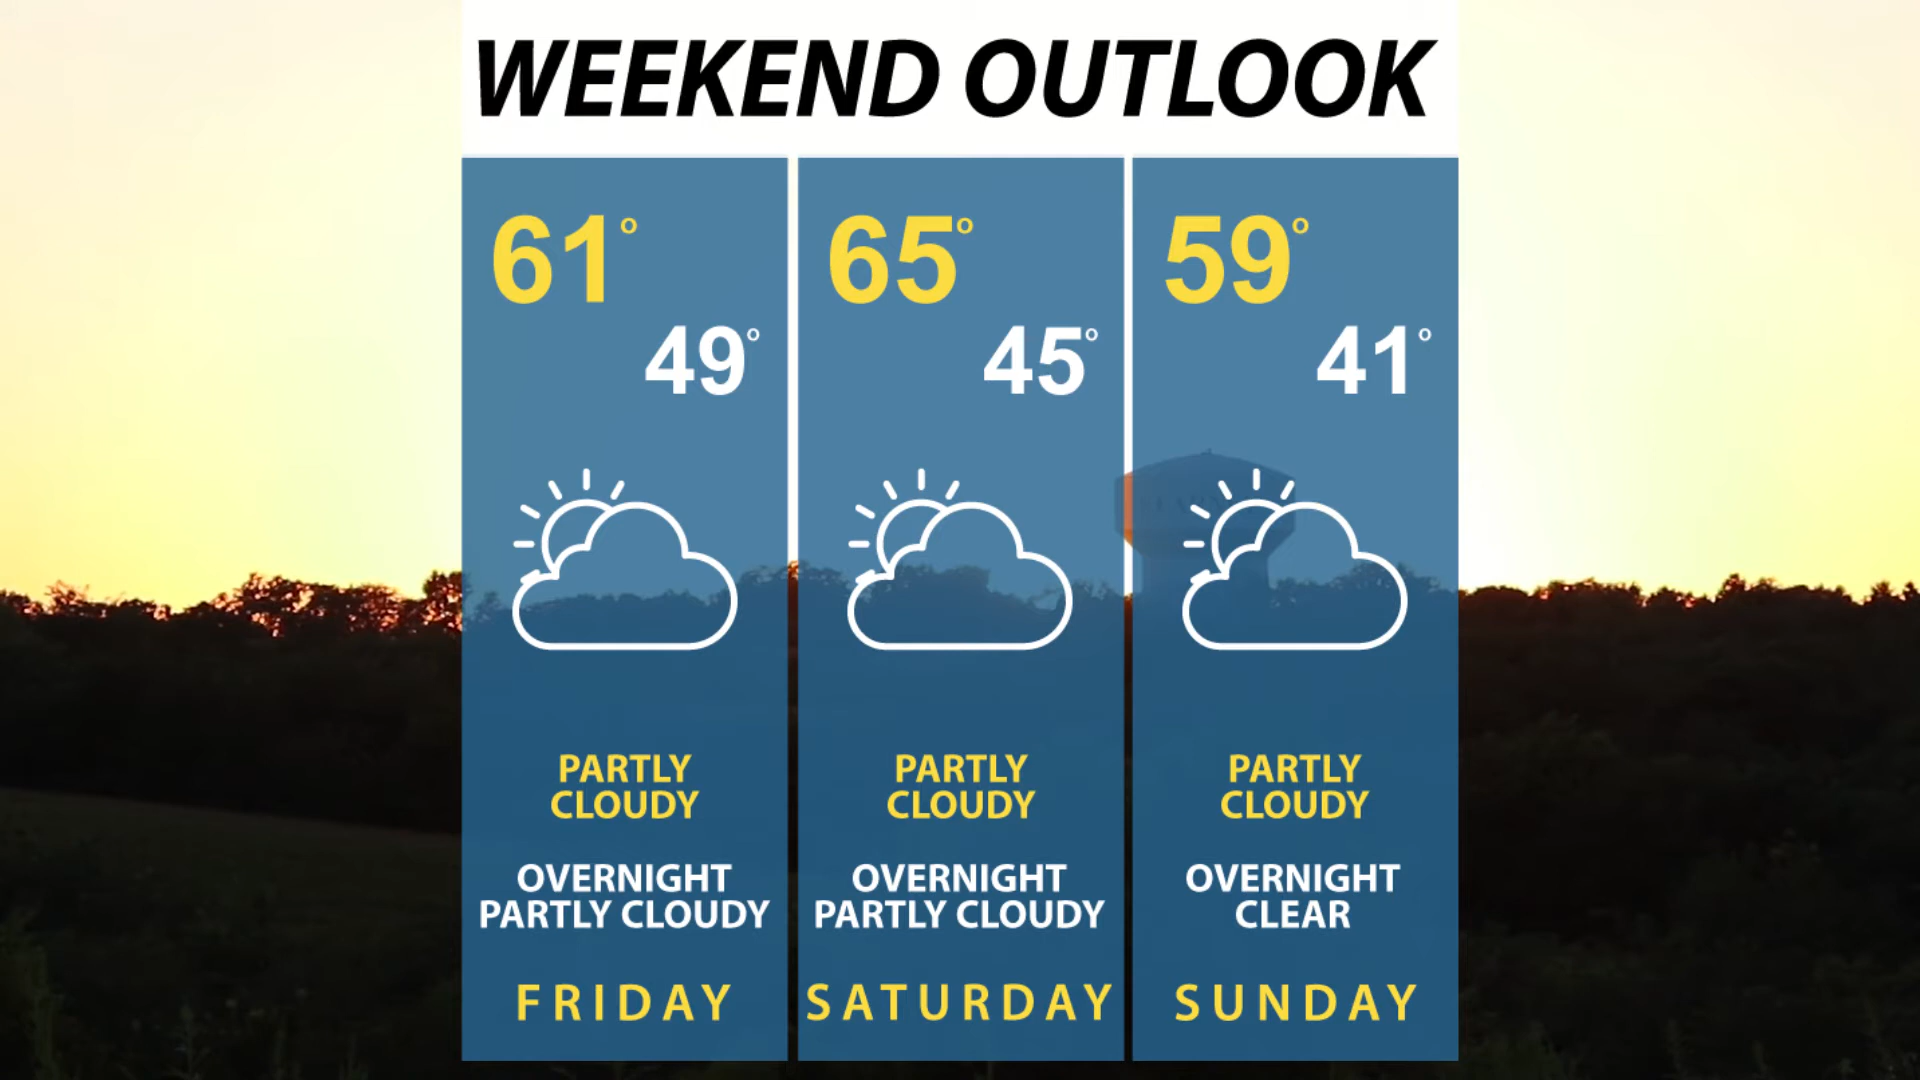 WEEKEND OUTLOOK
61°
49°
PARTLY
CLOUDY
OVERNIGHT
PARTLY CLOUDY
FRIDAY
65°
45°
PARTLY
CLOUDY
OVERNIGHT
PARTLY CLOUDY
SATURDAY
59°
41°
PARTLY
CLOUDY
OVERNIGHT
CLEAR
SUNDAY